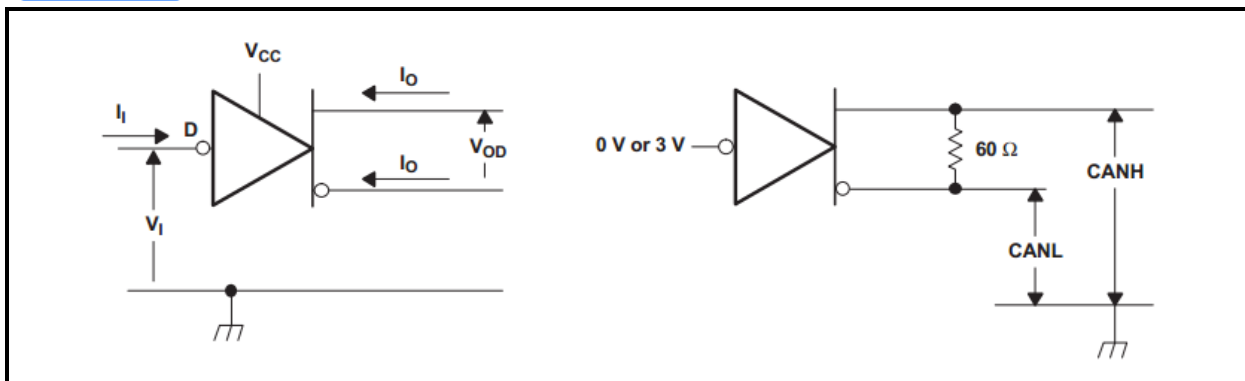 VCC
IO
II
D
VOD
IO
VI
0 V or 3 V
60 Ω
CANH
CANL